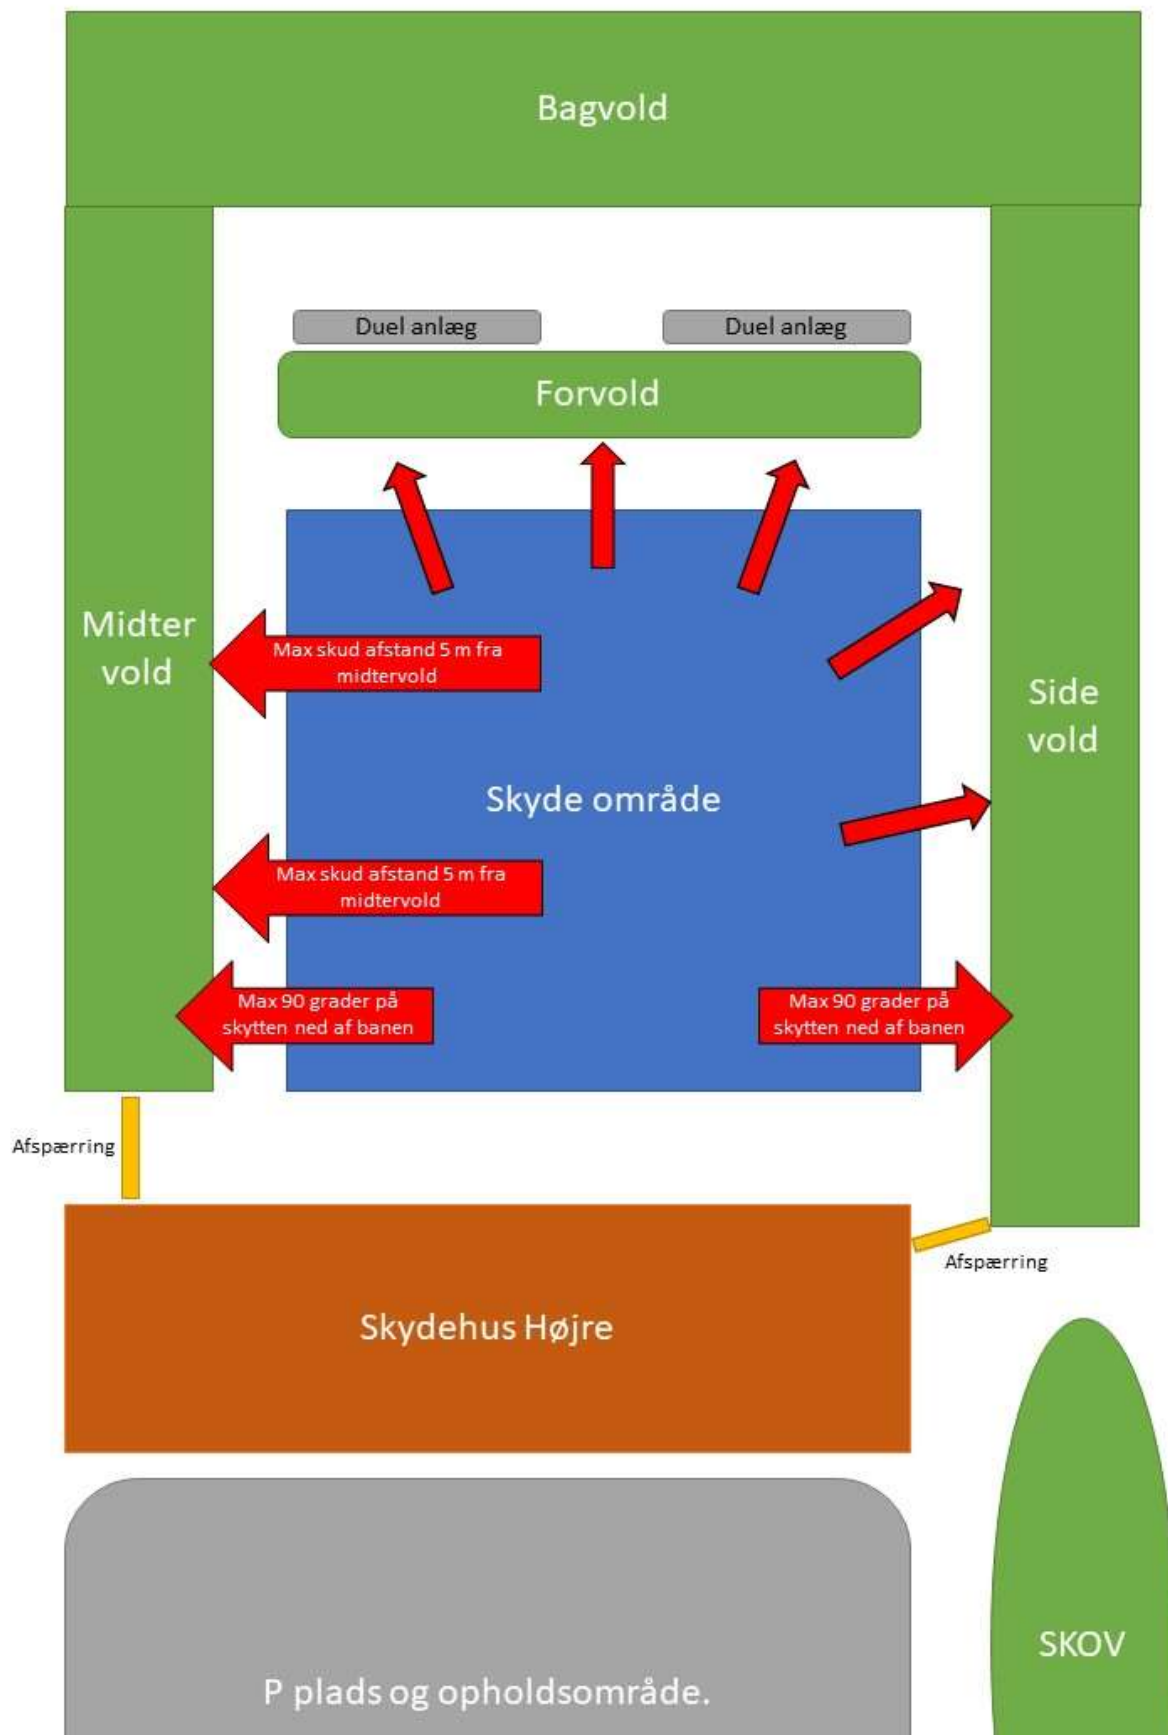 Bagvold
Duel anlæg
Duel anlæg
Forvold
Midter
vold
Max skud afstand 5 m fra
midtervold
Side
vold
Skyde område
Max skud afstand 5 m fra
midtervold
Max 90 grader på
skytten ned af banen
Max 90 grader på
skytten ned af banen
Afspærring
Afspærring
Skydehus Højre
SKOV
P plads og opholdsområde.